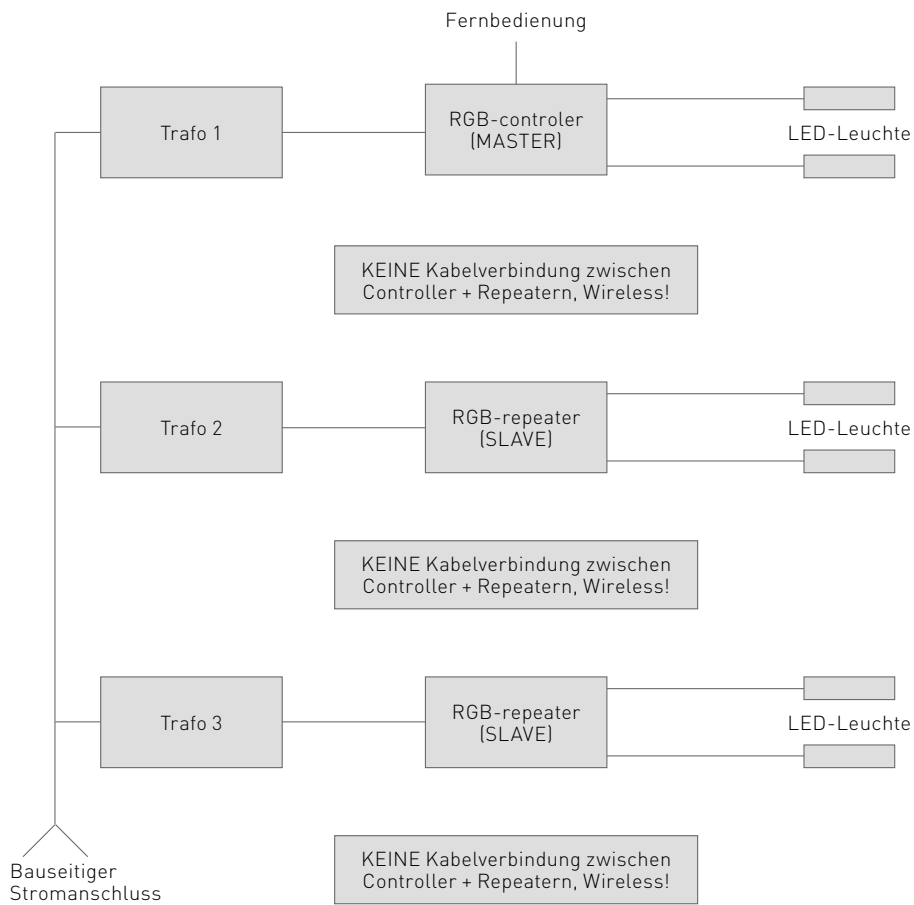 Fernbedienung
Trafo 1
RGB-controler
(MASTER)
LED-Leuchte
KEINE Kabelverbindung zwischen
Controller + Repeatern, Wireless!
Trafo 2
RGB-repeater
(SLAVE)
LED-Leuchte
KEINE Kabelverbindung zwischen
Controller + Repeatern, Wireless!
Trafo 3
RGB-repeater
(SLAVE)
LED-Leuchte
KEINE Kabelverbindung zwischen
Controller + Repeatern, Wireless!
Bauseitiger
Stromanschluss